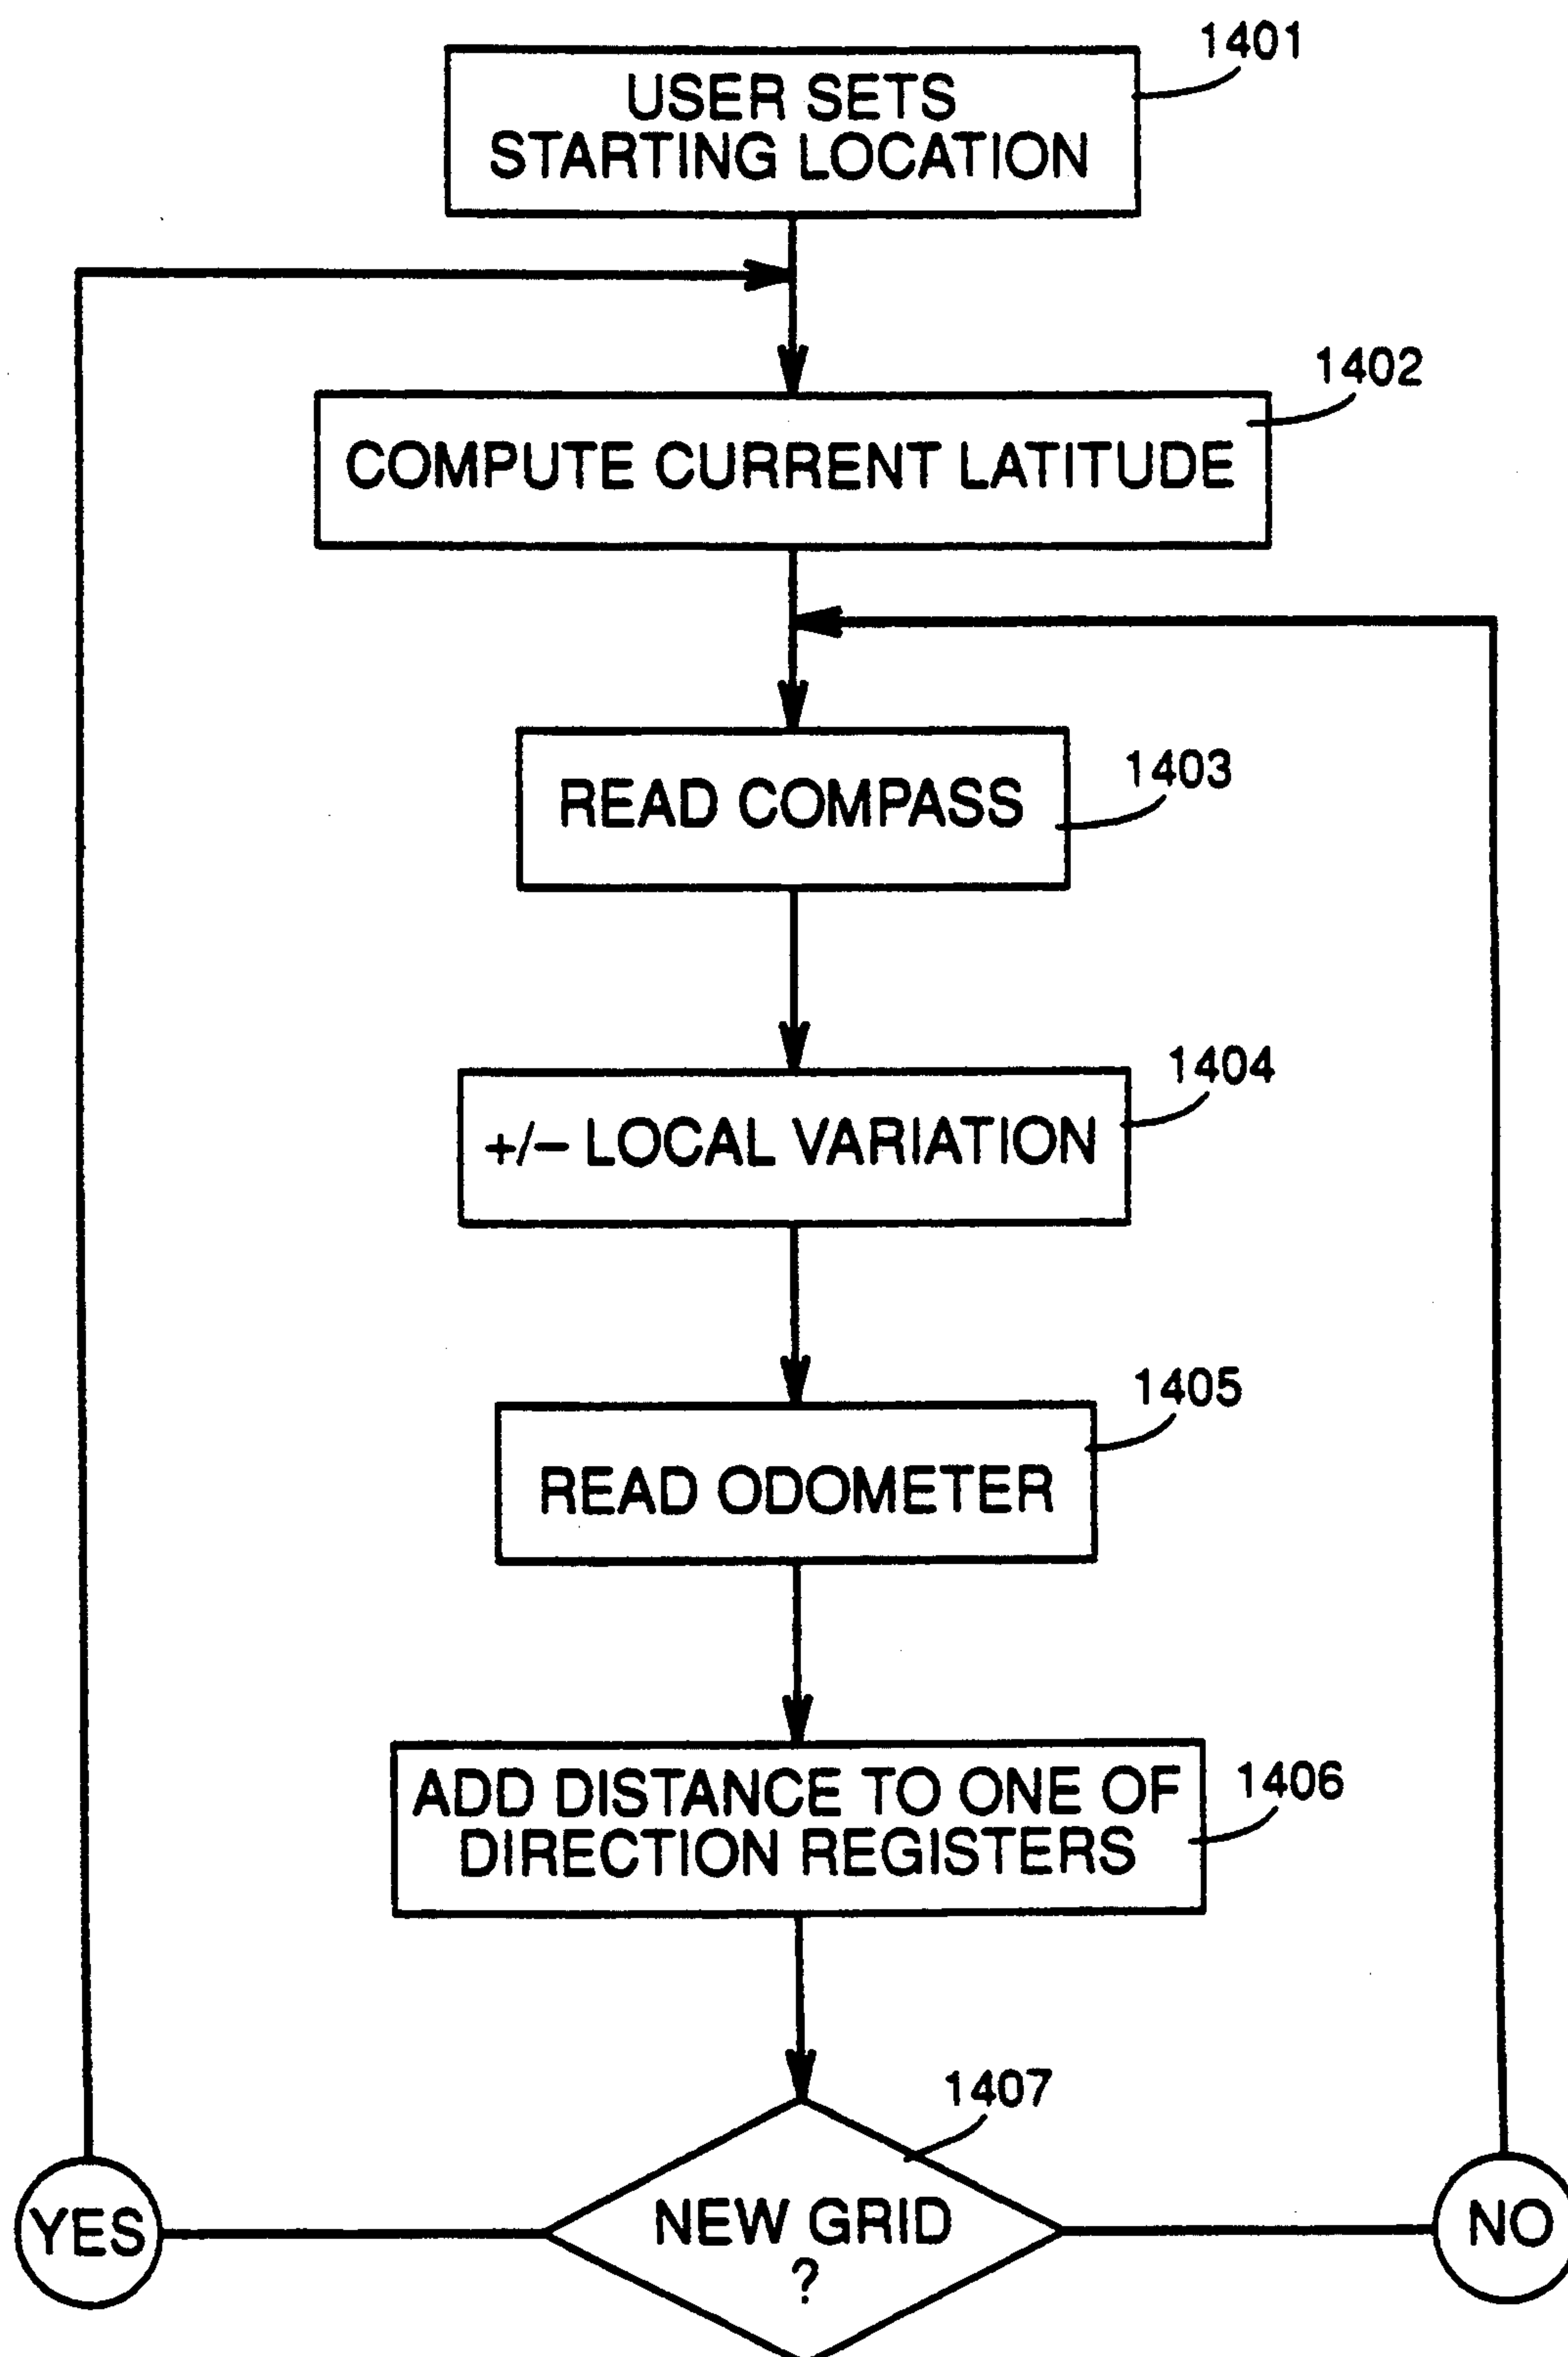 1401
USER SETS
STARTING LOCATION
1402
COMPUTE CURRENT LATITUDE
1403
READ COMPASS
1404
+/– LOCAL VARIATION
1405
READ ODOMETER
1406
ADD DISTANCE TO ONE OF
DIRECTION REGISTERS
1407
YES
NEW GRID
?
NO